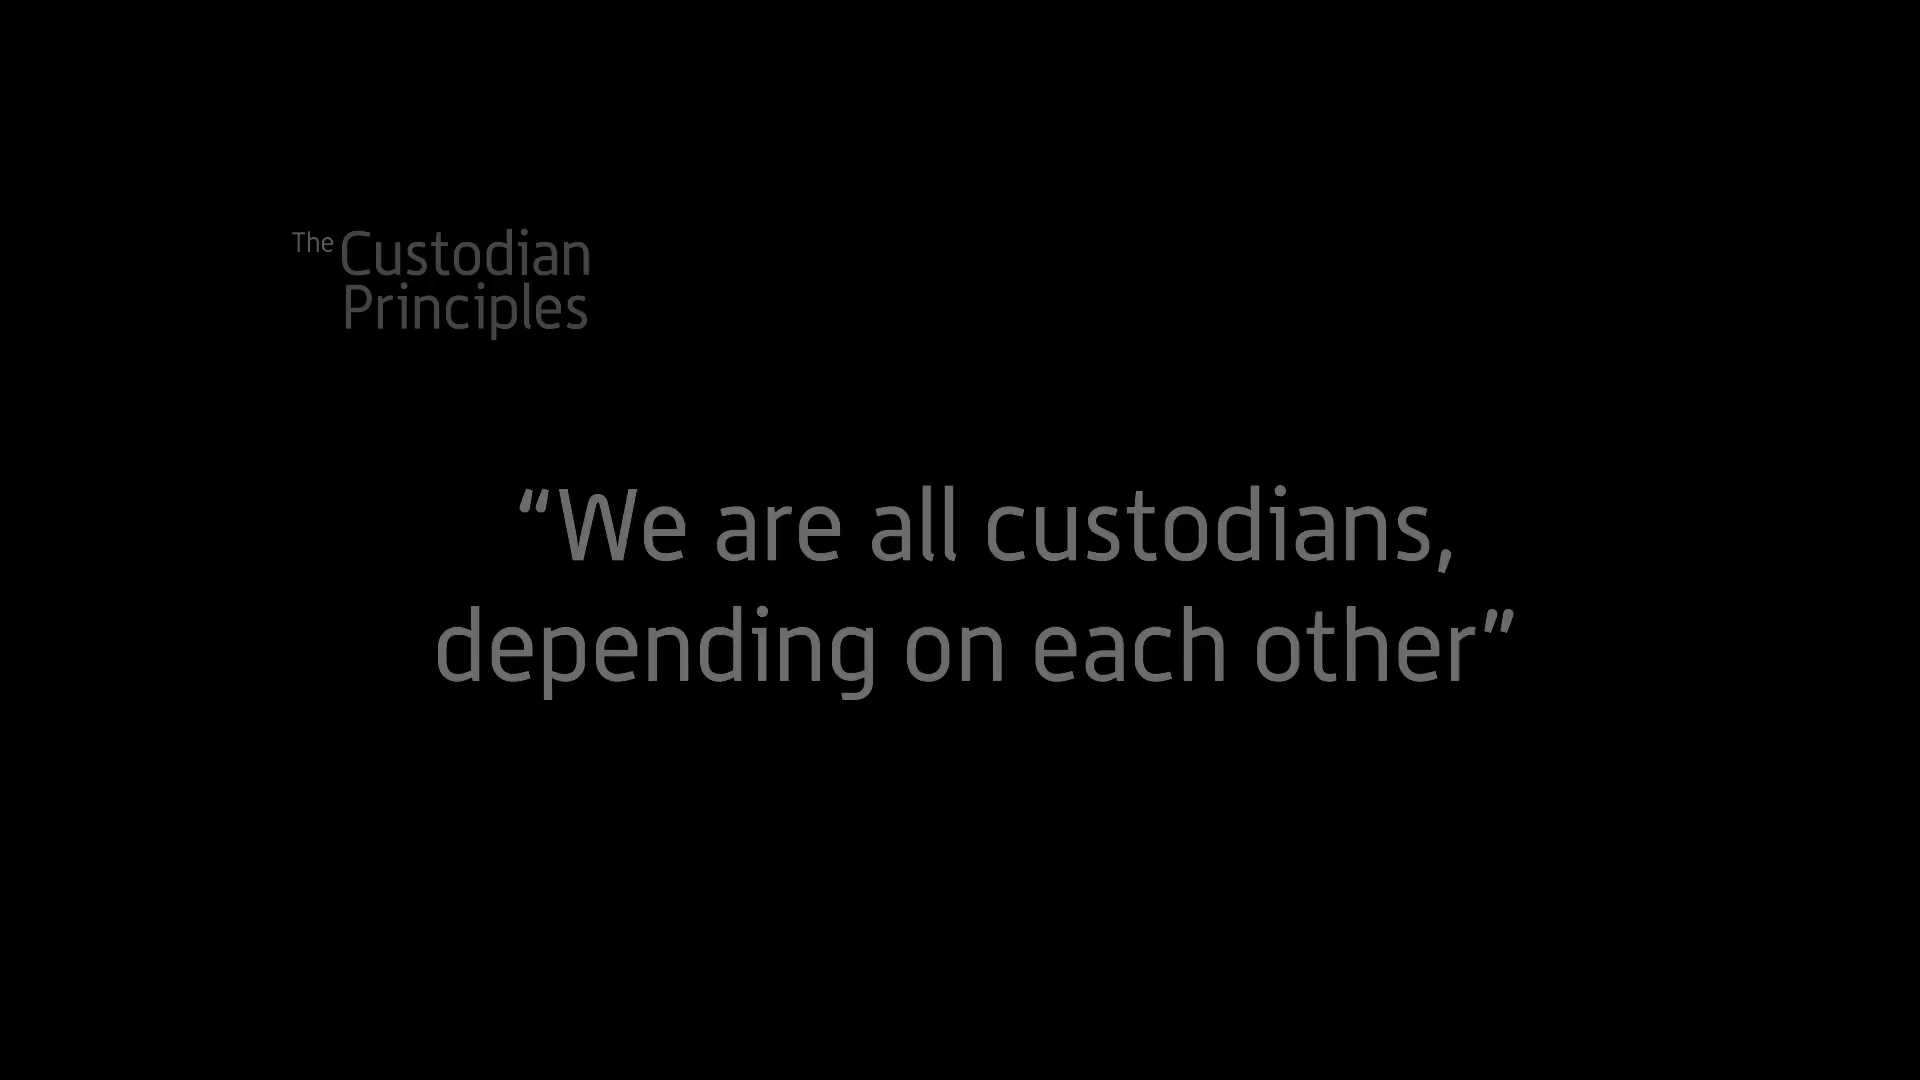 The Custodian
Principles
“We are all custodians,
depending on each other”